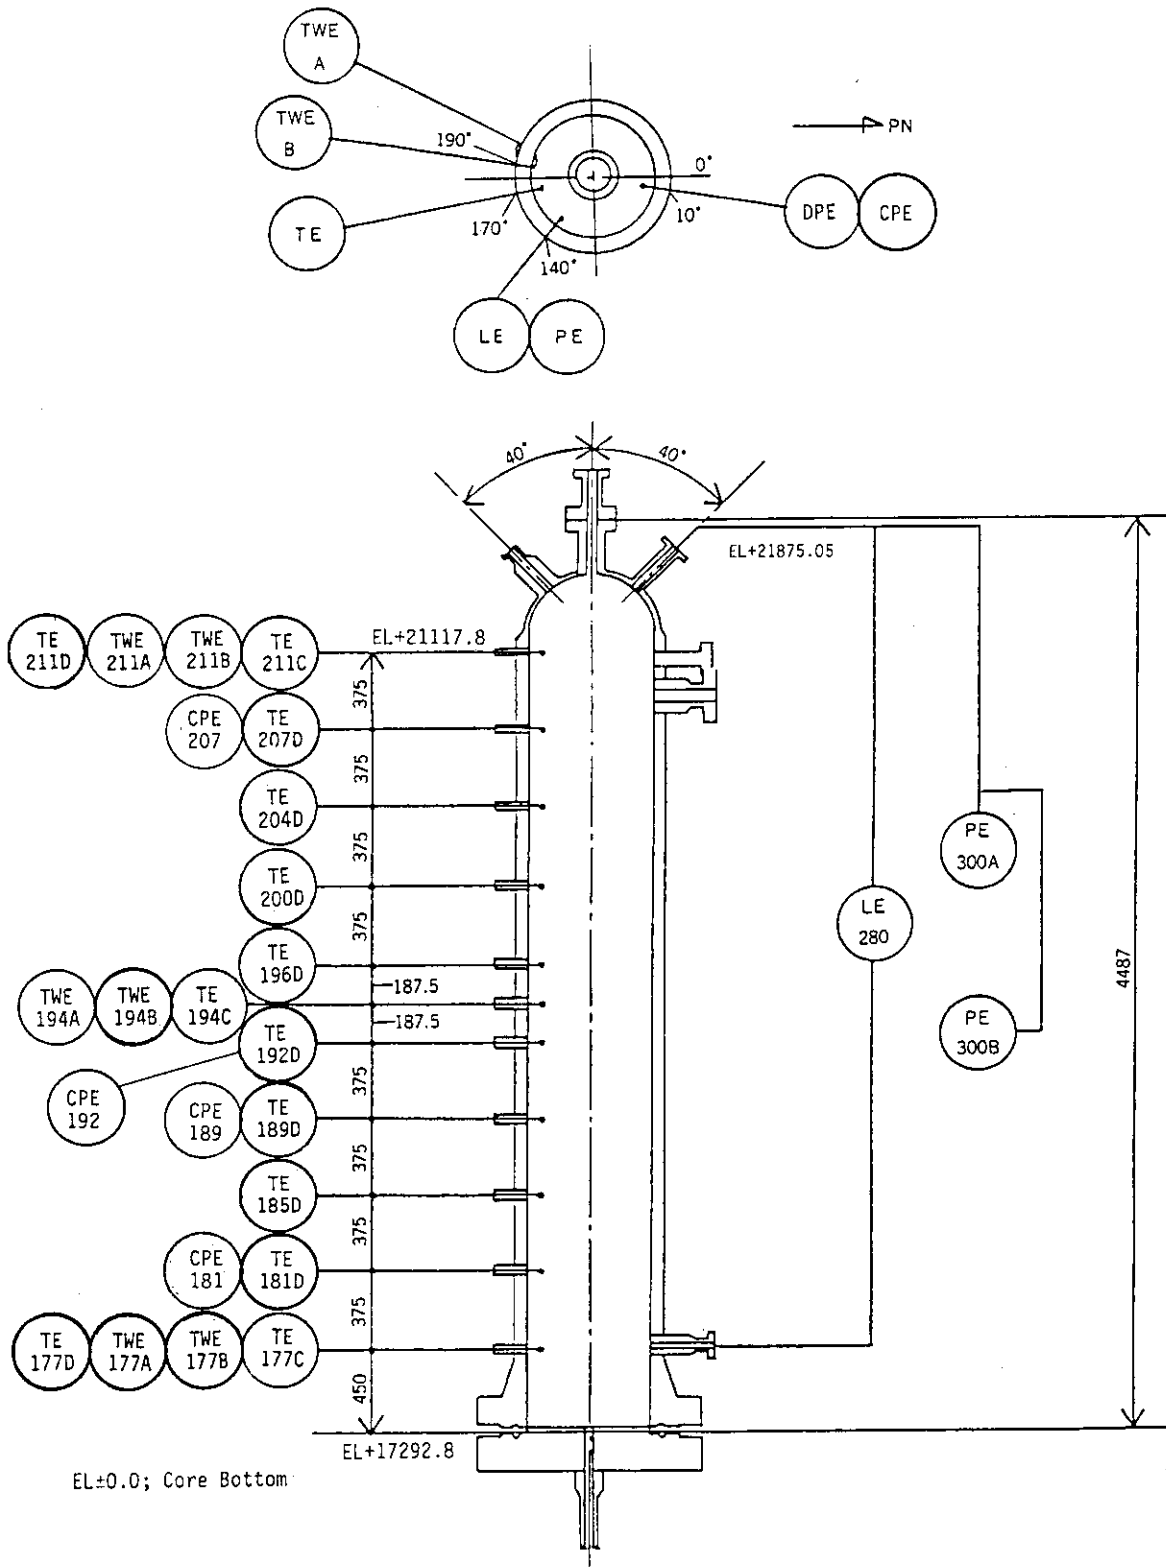 TWE
A
TWE
B
190°
0°
PN
TE
170°
140°
10°
DPE
CPE
LE
PE
40°
40°
EL+21875.05
TE
211D
TWE
211A
TWE
211B
TE
211C
EL+21117.8
375
CPE
207
TE
207D
375
TE
204D
375
PE
300A
TE
200D
375
LE
280
TE
196D
187.5
4487
TWE
194A
TWE
194B
TE
194C
187.5
TE
192D
PE
300B
CPE
192
375
CPE
189
TE
189D
375
TE
185D
375
CPE
181
TE
181D
375
TE
177D
TWE
177A
TWE
177B
TE
177C
450
EL+17292.8
EL±0.0; Core Bottom